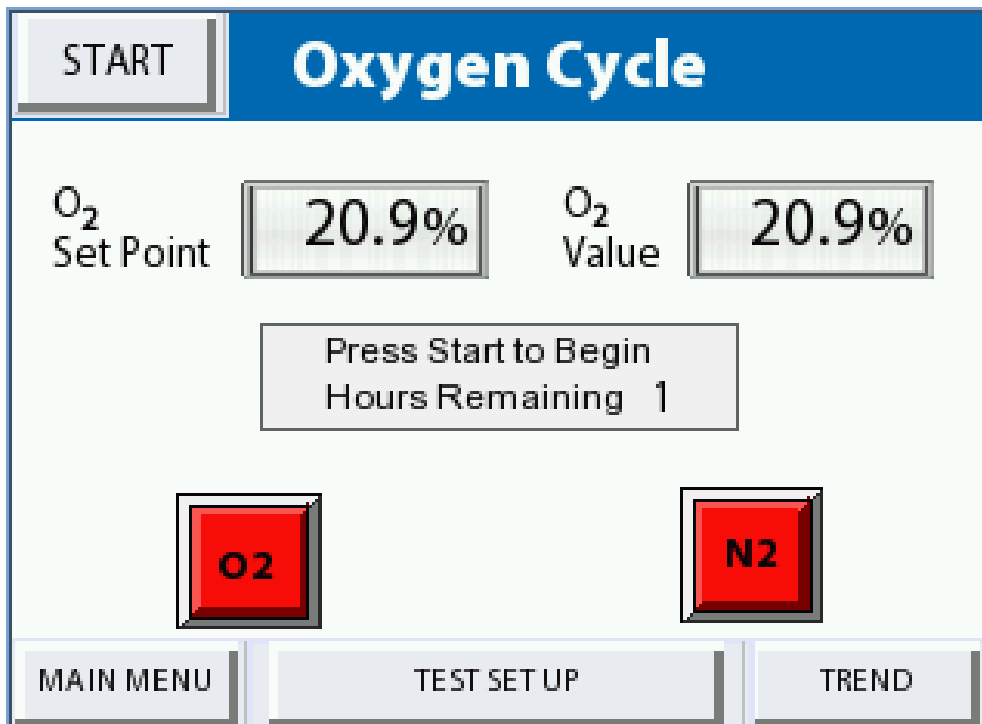 START
Oxygen Cycle
O2
Set Point
20.9%
O2
Value
20.9%
Press Start to Begin
Hours Remaining 1
O2
N2
MAIN MENU
TEST SET UP
TREND